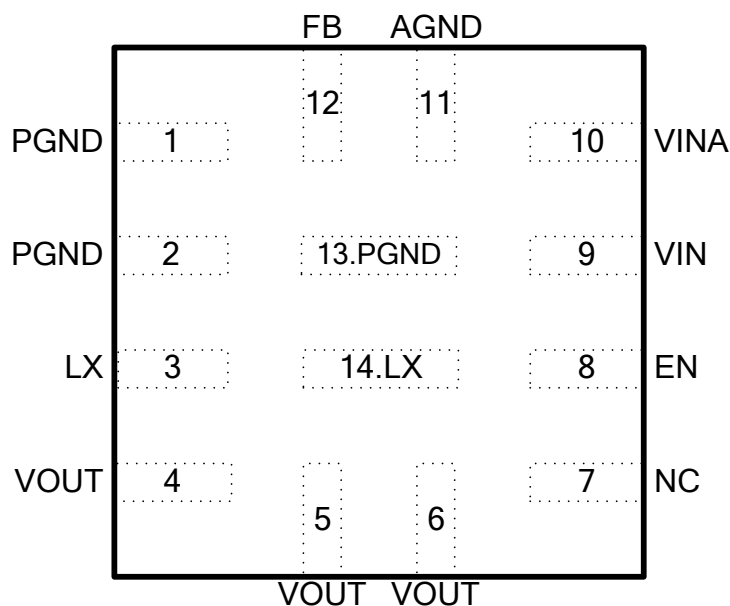 FB AGND
12 11
PGND 1 10 VINA
PGND 2 13.PGND 9 VIN
LX 3 14.LX 8 EN
VOUT 4 7 NC
5 6
VOUT VOUT